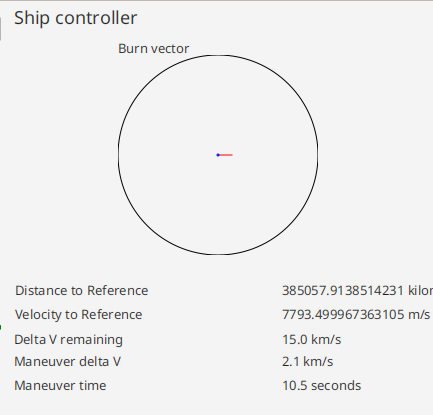 Ship controller
Burn vector
Distance to Reference 385057.9138514231
Velocity to Reference 7793.499967363105 m/s
Delta V remaining 15.0 km/s
Maneuver delta V 2.1 km/s
Maneuver time 10.5 seconds